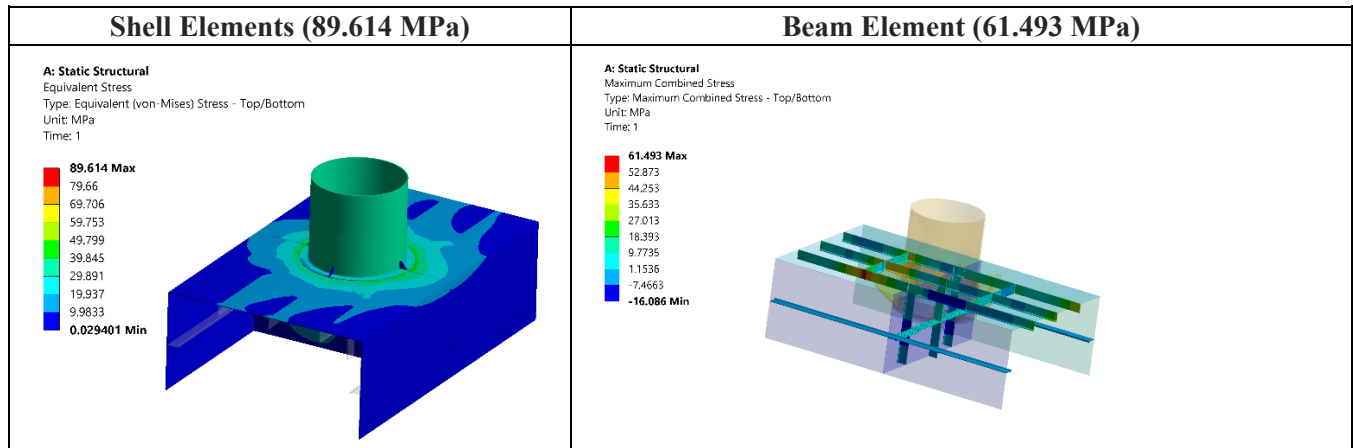 Shell Elements (89.614 MPa)
Beam Element (61.493 MPa)
A: Static Structural
Equivalent Stress
Type: Equivalent (von-Mises) Stress - Top/Bottom
Unit: MPa
Time: 1
89.614 Max
79.66
69.706
59.753
49.799
39.845
29.891
19.937
9.9833
0.029401 Min
A: Static Structural
Maximum Combined Stress
Type: Maximum Combined Stress - Top/Bottom
Unit: MPa
Time: 1
61.493 Max
52.873
44.253
35.633
27.013
18.393
9.7735
1.1536
-7.4663
-16.086 Min